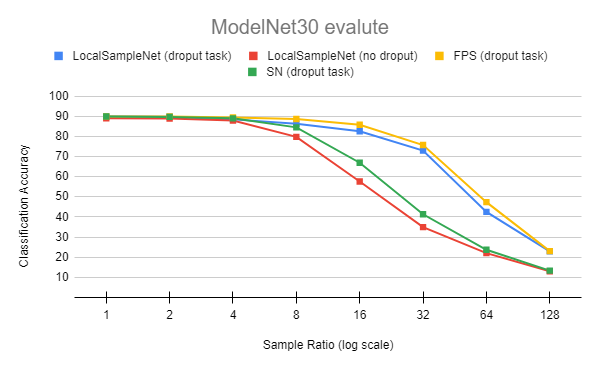 ModelNet30 evalute
LocalSampleNet (droput task) LocalSampleNet (no droput) FPS (droput task)
SN (droput task)
100
90
80
70
60
50
40
30
20
10
Classification Accuracy
1 2 4 8 16 32 64 128
Sample Ratio (log scale)